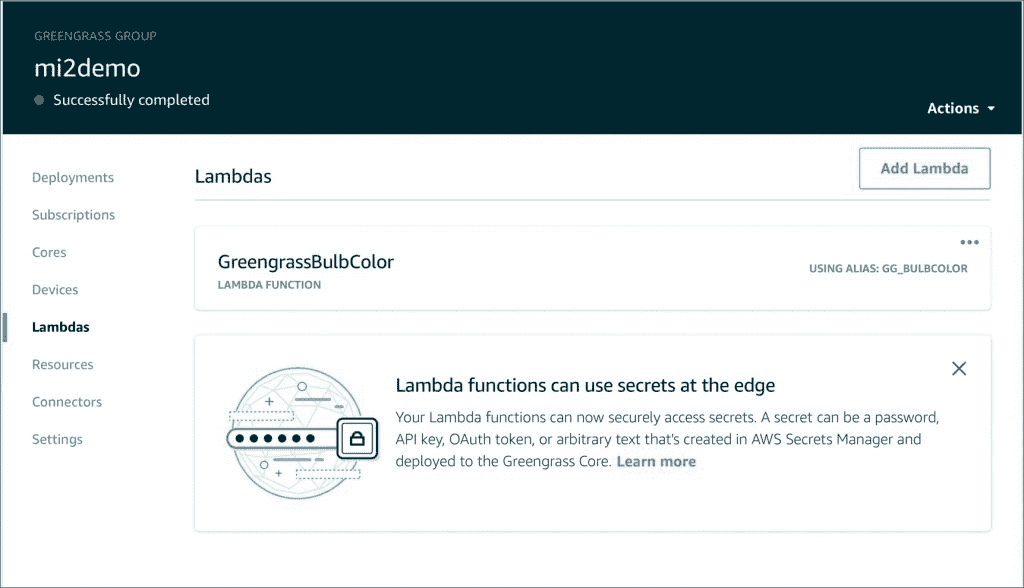 GREENGRASS GROUP
mi2demo
Successfully completed
Actions
Deployments
Subscriptions
Cores
Devices
Lambdas
Resources
Connectors
Settings
Lambdas
Add Lambda
GreengrassBulbColor
LAMBDA FUNCTION
USING ALIAS: GG_BULBCOLOR
Lambda functions can use secrets at the edge
Your Lambda functions can now securely access secrets. A secret can be a password,
API key, OAuth token, or arbitrary text that's created in AWS Secrets Manager and
deployed to the Greengrass Core. Learn more